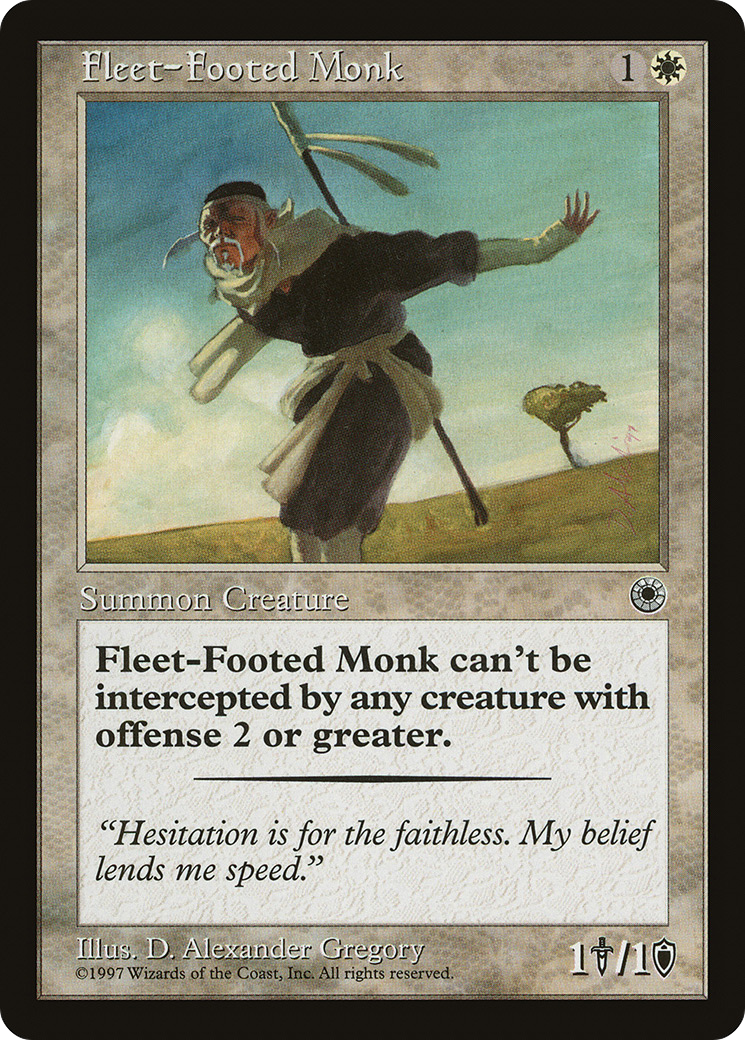 Fleet-Footed Monk 1
Summon Creature
Fleet-Footed Monk can't be
intercepted by any creature with
offense 2 or greater.
“Hesitation is for the faithless. My belief
lends me speed.”
Illus. D. Alexander Gregory
©1997 Wizards of the Coast, Inc. All rights reserved.
1/1